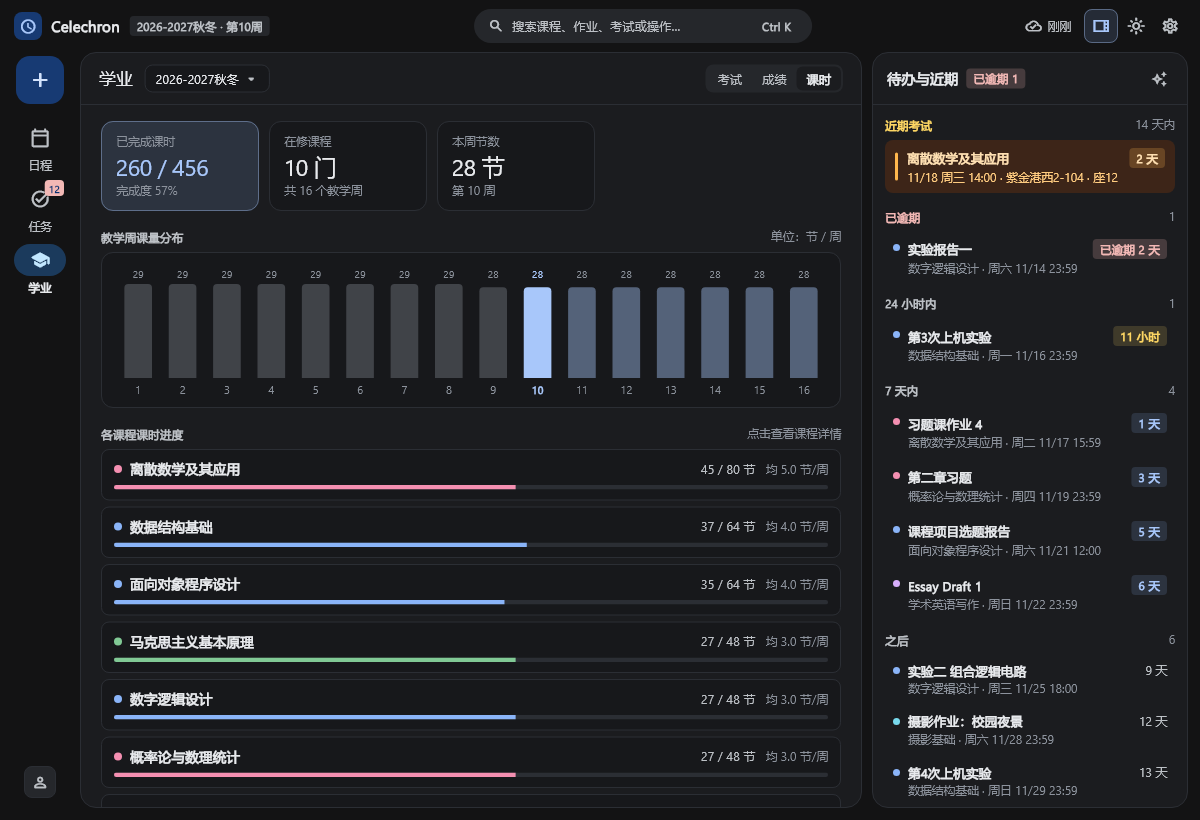 Celechron
2026-2027秋冬 · 第10周
搜索课程、作业、考试或操作...
Ctrl K
刚刚
日程
12
任务
学业
学业
2026-2027秋冬
考试
成绩
课时
已完成课时
260 / 456
完成度 57%
在修课程
10 门
共 16 个教学周
本周节数
28 节
第 10 周
教学周课量分布
单位：节 / 周
29 29 29 29 29 29 29 29 28 28 28 28 28 28 28 28
1 2 3 4 5 6 7 8 9 10 11 12 13 14 15 16
各课程课时进度
点击查看课程详情
离散数学及其应用
45 / 80 节 均 5.0 节/周
数据结构基础
37 / 64 节 均 4.0 节/周
面向对象程序设计
35 / 64 节 均 4.0 节/周
马克思主义基本原理
27 / 48 节 均 3.0 节/周
数字逻辑设计
27 / 48 节 均 3.0 节/周
概率论与数理统计
27 / 48 节 均 3.0 节/周
待办与近期
已逾期 1
近期考试
14 天内
离散数学及其应用
2 天
11/18 周三 14:00 · 紫金港西2-104 · 座12
已逾期
1
实验报告一
已逾期 2 天
数字逻辑设计 · 周六 11/14 23:59
24 小时内
1
第3次上机实验
11 小时
数据结构基础 · 周一 11/16 23:59
7 天内
4
习题课作业 4
1 天
离散数学及其应用 · 周二 11/17 15:59
第二章习题
3 天
概率论与数理统计 · 周四 11/19 23:59
课程项目选题报告
5 天
面向对象程序设计 · 周六 11/21 12:00
Essay Draft 1
6 天
学术英语写作 · 周日 11/22 23:59
之后
6
实验二 组合逻辑电路
9 天
数字逻辑设计 · 周三 11/25 18:00
摄影作业：校园夜景
12 天
摄影基础 · 周六 11/28 23:59
第4次上机实验
13 天
数据结构基础 · 周日 11/29 23:59